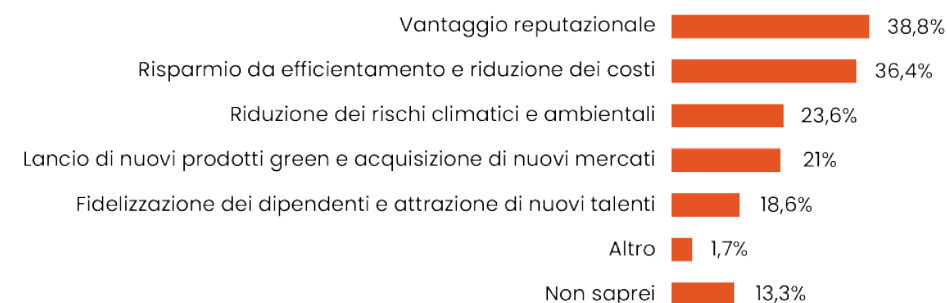 Vantaggio reputazionale 38,8%
Risparmio da efficientamento e riduzione dei costi 36,4%
Riduzione dei rischi climatici e ambientali 23,6%
Lancio di nuovi prodotti green e acquisizione di nuovi mercati 21%
Fidelizzazione dei dipendenti e attrazione di nuovi talenti 18,6%
Altro 1,7%
Non saprei 13,3%